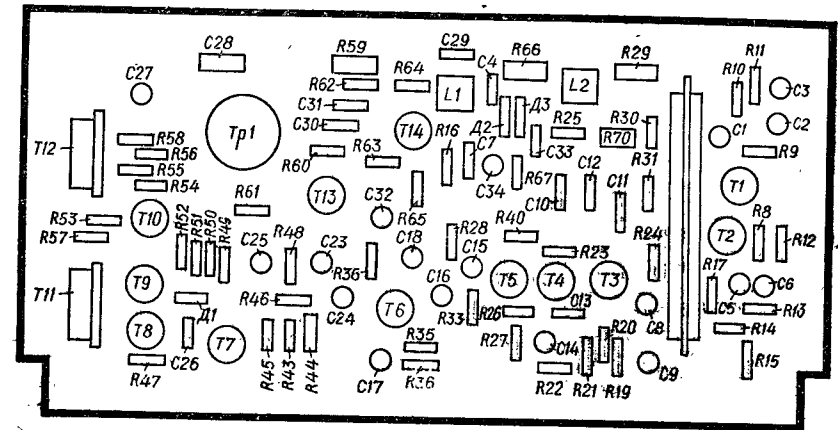 C28
R59
C29
R66
R29
R11
C27
R62
R64
C4
L1
L2
R10
C3
C31
C30
Тр1
T14
R16
Д2
Д3
R25
R70
R30
C1
C2
T12
R58
R56
R55
R54
R60
R63
C7
C33
R9
C34
R67
C12
C11
R31
T1
R61
T13
C32
R65
C10
R53
R57
T10
R52
R51
R50
R49
R48
C25
C23
R36
C18
R28
C15
R40
R23
R24
T2
R8
R12
T11
T9
Д1
R46
C24
C16
T5
T4
T3
R17
C5
C6
T8
C26
T7
T6
R33
R26
C13
C8
R13
R14
R47
R45
R43
R44
R35
R36
C17
R27
C14
R22
R21
R20
R19
C9
R15